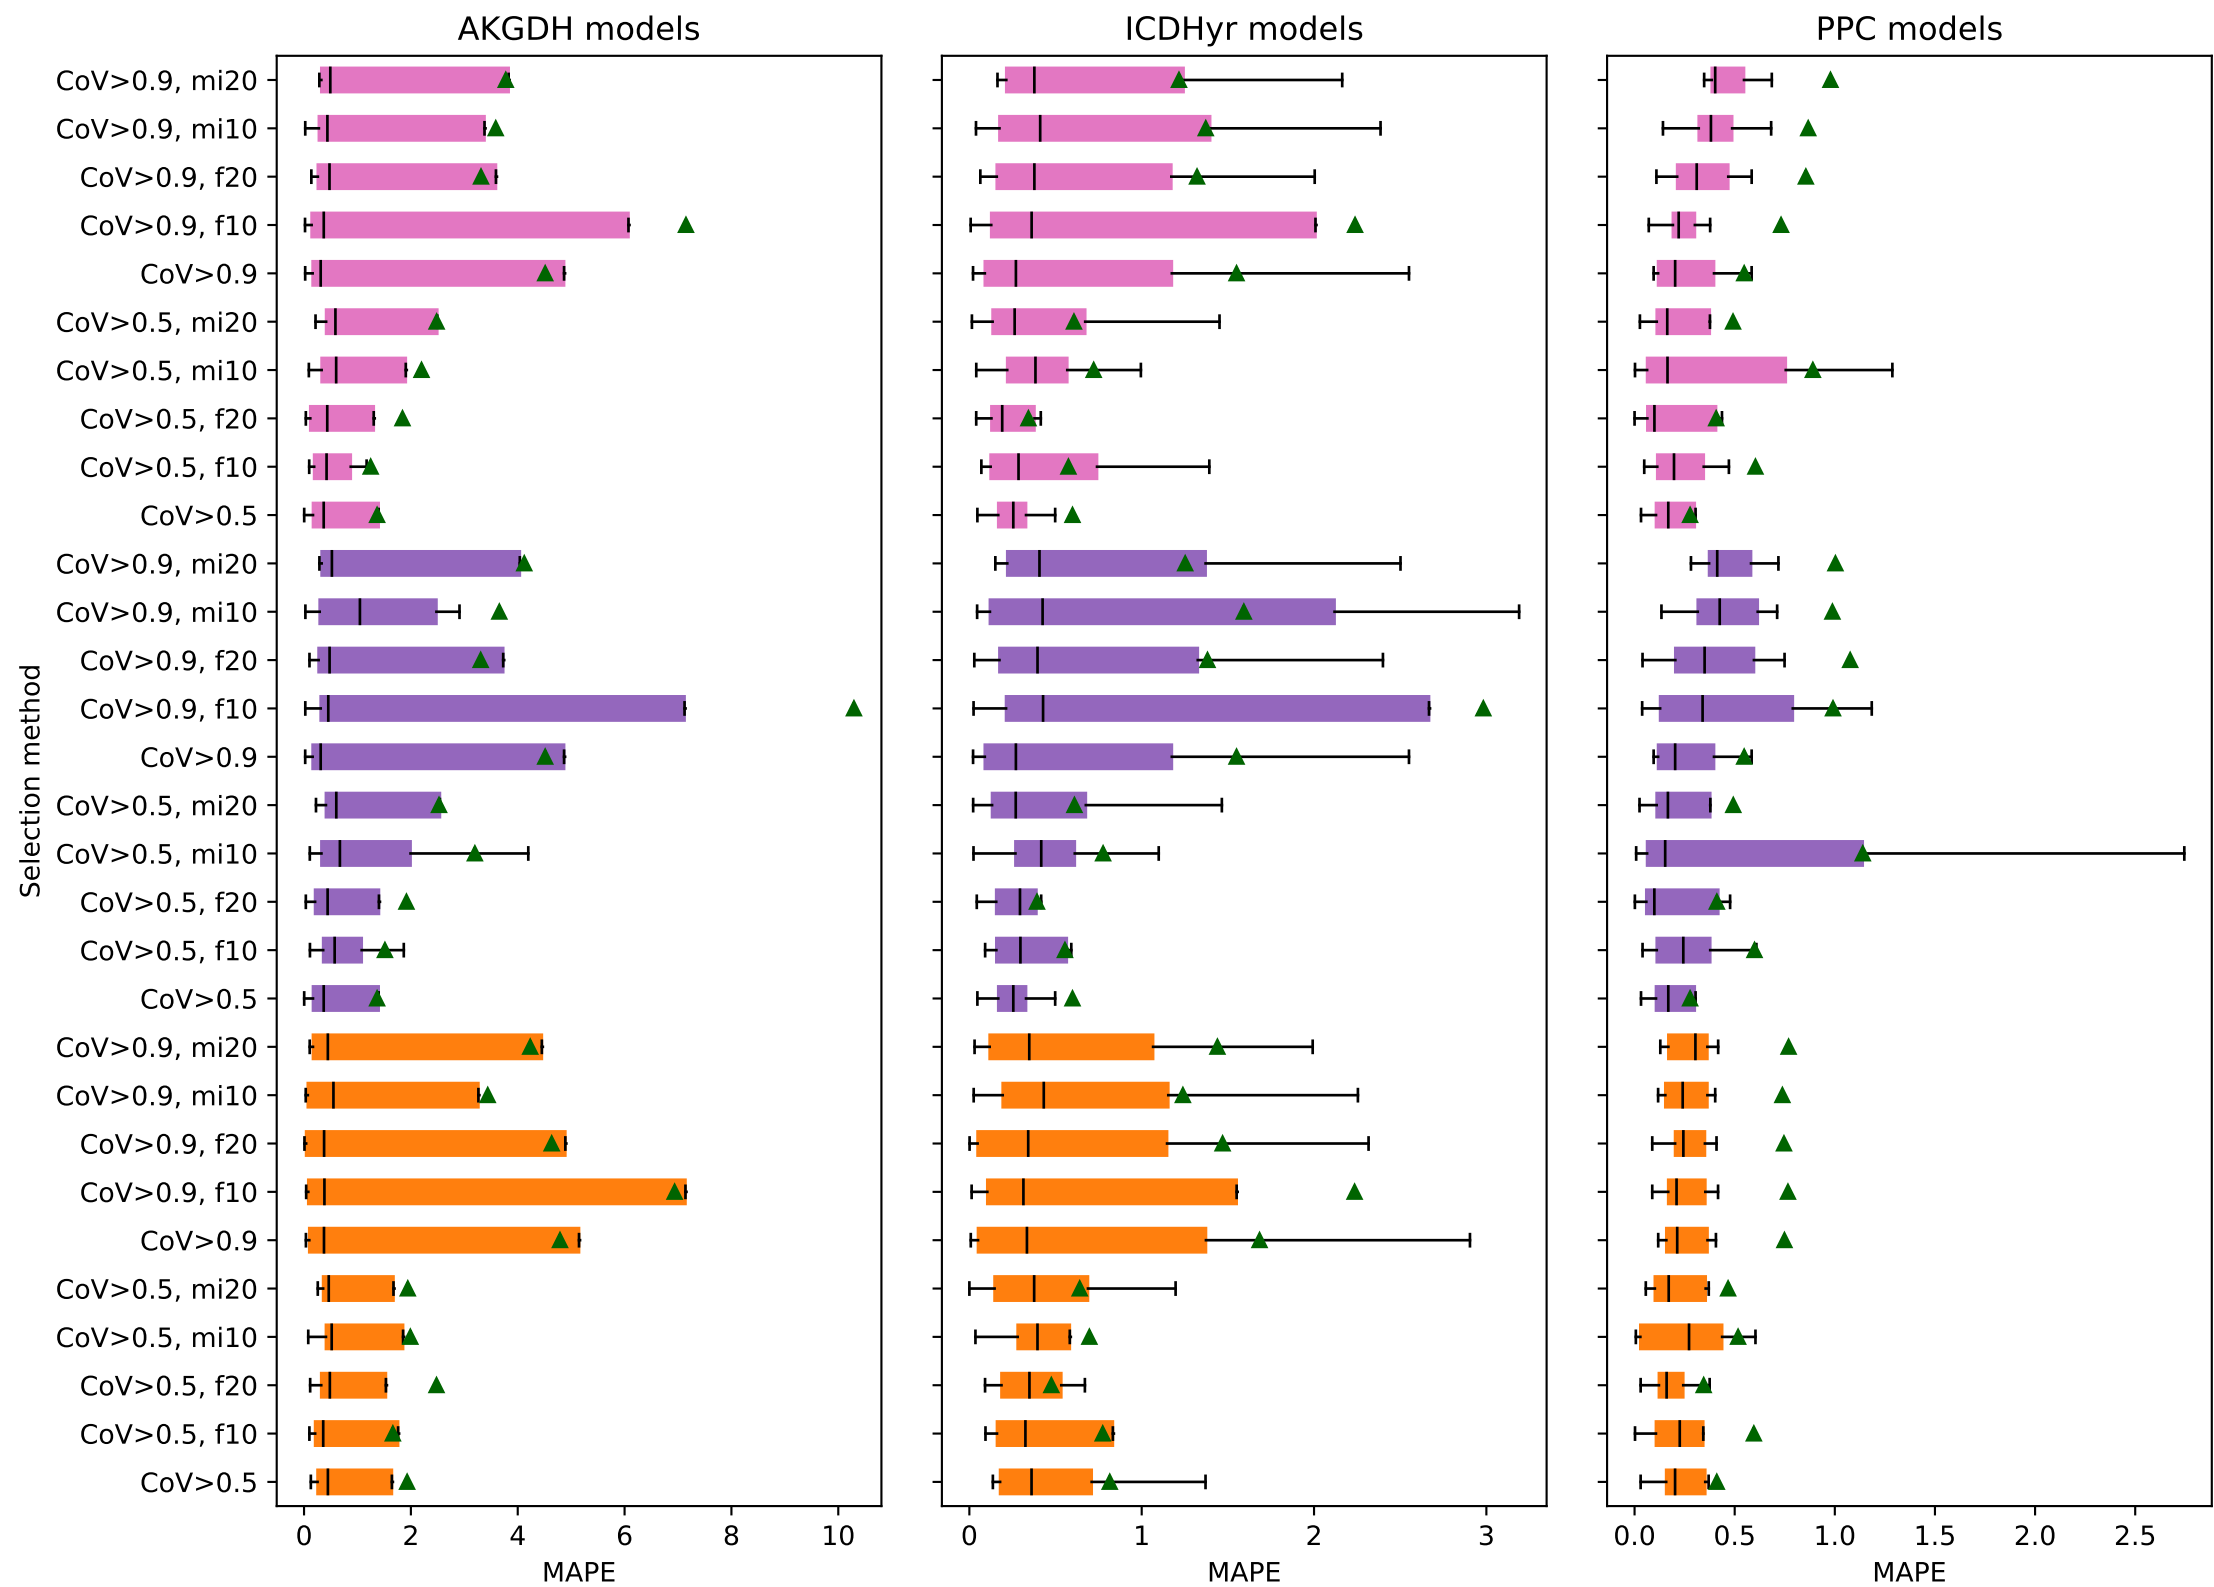 AKGDH models
ICDHyr models
PPC models
Selection method
CoV>0.9, mi20
CoV>0.9, mi10
CoV>0.9, f20
CoV>0.9, f10
CoV>0.9
CoV>0.5, mi20
CoV>0.5, mi10
CoV>0.5, f20
CoV>0.5, f10
CoV>0.5
CoV>0.9, mi20
CoV>0.9, mi10
CoV>0.9, f20
CoV>0.9, f10
CoV>0.9
CoV>0.5, mi20
CoV>0.5, mi10
CoV>0.5, f20
CoV>0.5, f10
CoV>0.5
CoV>0.9, mi20
CoV>0.9, mi10
CoV>0.9, f20
CoV>0.9, f10
CoV>0.9
CoV>0.5, mi20
CoV>0.5, mi10
CoV>0.5, f20
CoV>0.5, f10
CoV>0.5
0 2 4 6 8 10
0 1 2 3
0.0 0.5 1.0 1.5 2.0 2.5
MAPE
MAPE
MAPE